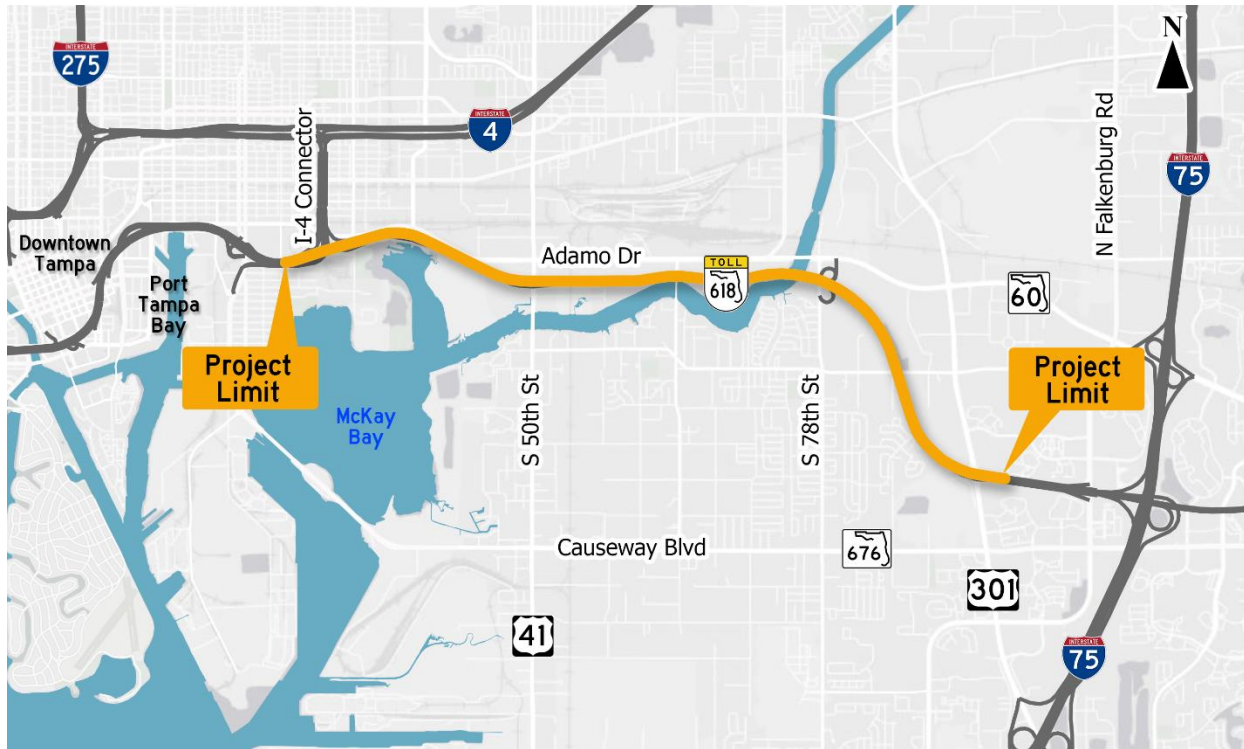 INTERSTATE
275
INTERSTATE
4
I-4 Connector
N
N Falkenburg Rd
INTERSTATE
75
Downtown
Tampa
Port
Tampa
Bay
Adamo Dr
TOLL
618
60
Project
Limit
Project
Limit
McKay
Bay
S 50th St
S 78th St
Causeway Blvd
676
301
41
INTERSTATE
75